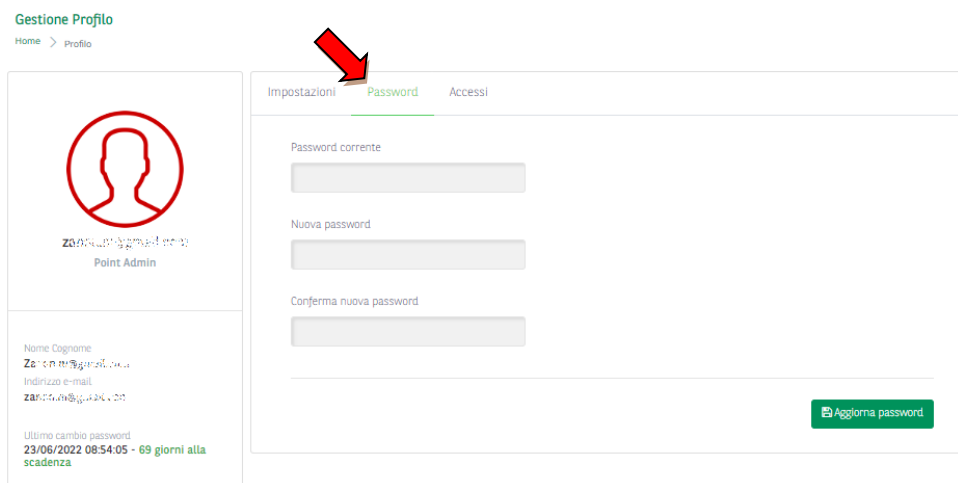 Gestione Profilo
Home > Profilo
Impostazioni Password Accessi
Password corrente
Nuova password
Conferma nuova password
Aggiorna password
Point Admin
Nome Cognome
Indirizzo e-mail
Ultimo cambio password
23/06/2022 08:54:05 - 69 giorni alla
scadenza